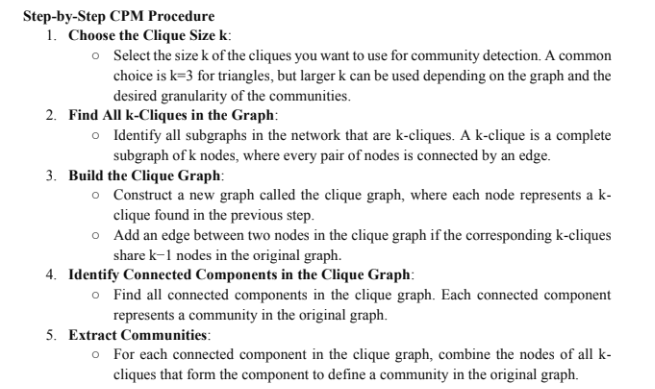 Step-by-Step CPM Procedure
1. Choose the Clique Size k:
○ Select the size k of the cliques you want to use for community detection. A common
choice is k=3 for triangles, but larger k can be used depending on the graph and the
desired granularity of the communities.
2. Find All k-Cliques in the Graph:
○ Identify all subgraphs in the network that are k-cliques. A k-clique is a complete
subgraph of k nodes, where every pair of nodes is connected by an edge.
3. Build the Clique Graph:
○ Construct a new graph called the clique graph, where each node represents a k-
clique found in the previous step.
○ Add an edge between two nodes in the clique graph if the corresponding k-cliques
share k−1 nodes in the original graph.
4. Identify Connected Components in the Clique Graph:
○ Find all connected components in the clique graph. Each connected component
represents a community in the original graph.
5. Extract Communities:
○ For each connected component in the clique graph, combine the nodes of all k-
cliques that form the component to define a community in the original graph.